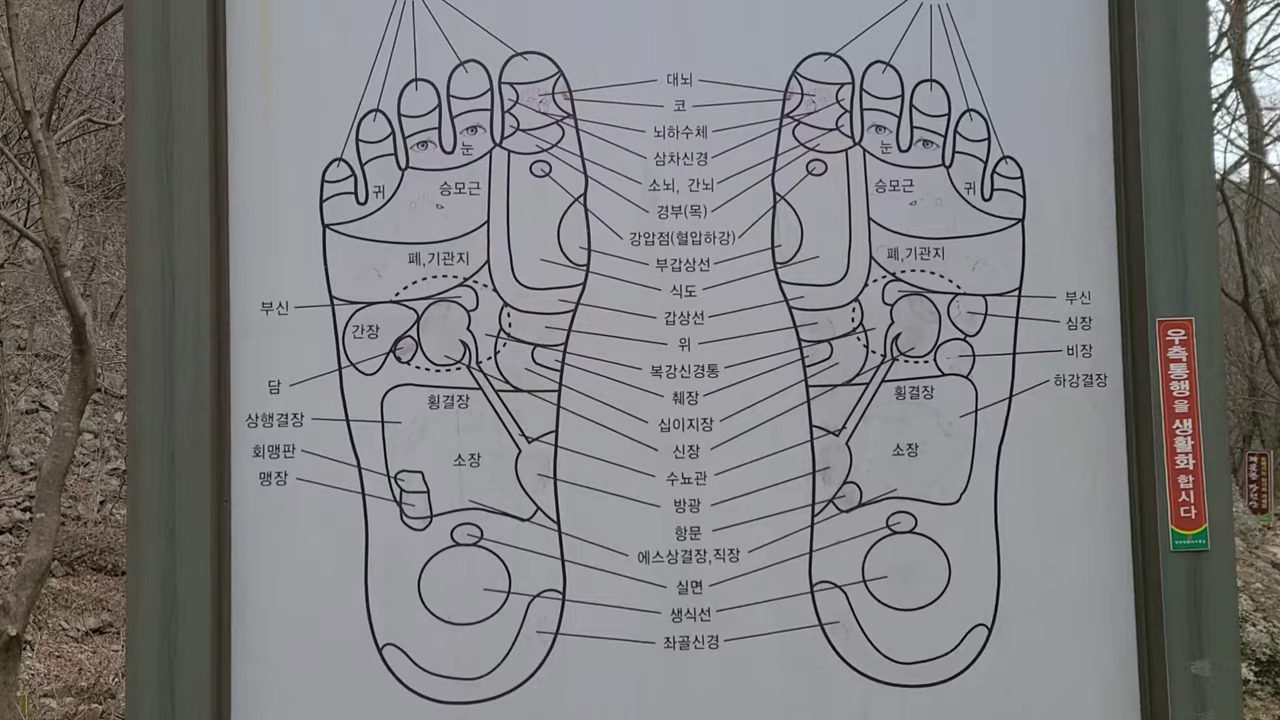 대뇌
코
뇌하수체
삼차신경
소뇌, 간뇌
경부(목)
강압점(혈압하강)
부갑상선
식도
갑상선
위
복강신경통
췌장
십이지장
신장
수뇨관
방광
항문
에스상결장,직장
실면
생식선
좌골신경
눈
귀
승모근
폐,기관지
부신
간장
담
상행결장
회맹판
맹장
횡결장
소장
눈
귀
승모근
폐,기관지
부신
심장
비장
하강결장
횡결장
소장
우측통행을 생활화 합시다